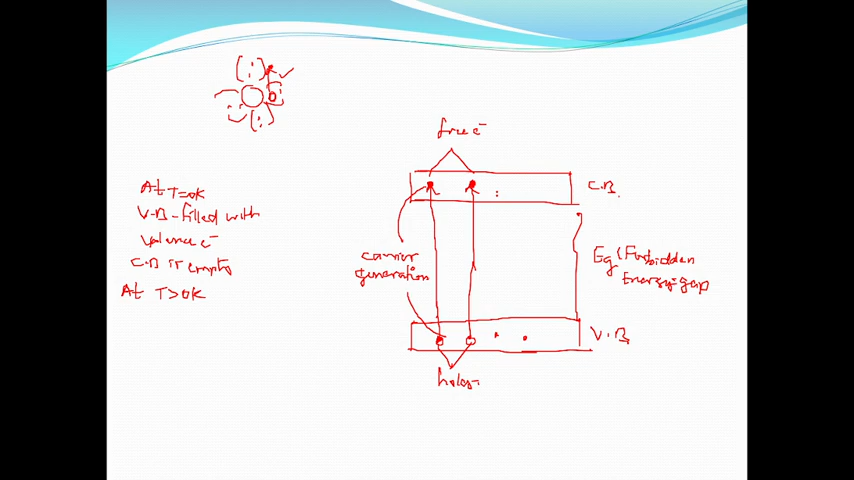 At T=0K
V.B-filled with
valence e-
C.B is empty
At T>0K
free e-
C.B.
carrier
generation
Eg (Forbidden
Energy gap
V.B
holes